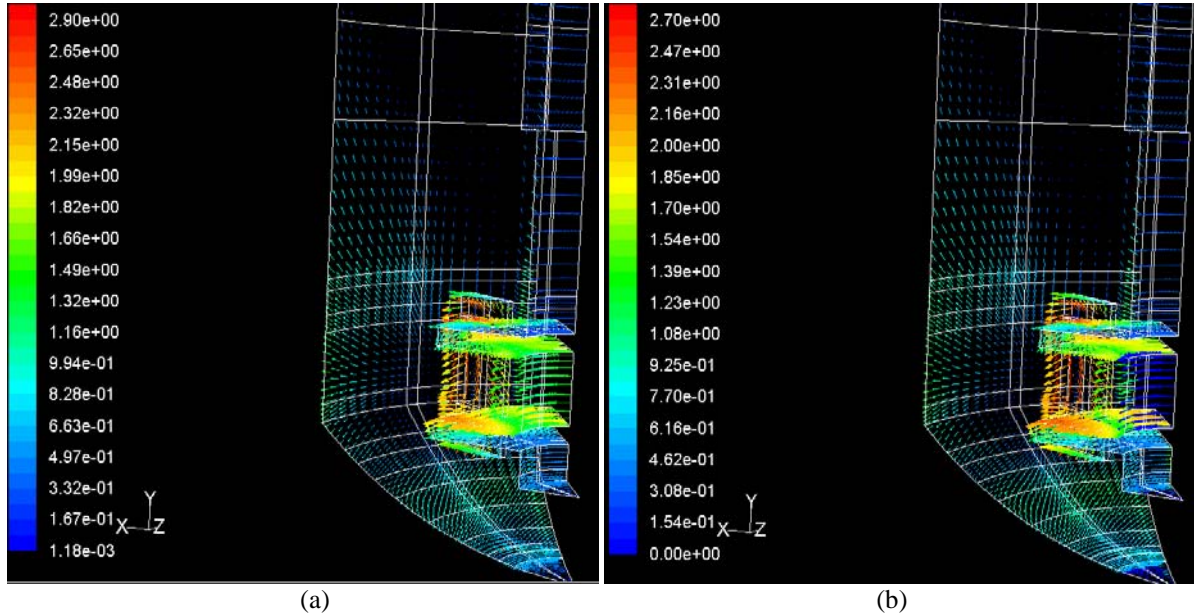 2.90e+00
2.65e+00
2.48e+00
2.32e+00
2.15e+00
1.99e+00
1.82e+00
1.66e+00
1.49e+00
1.32e+00
1.16e+00
9.94e-01
8.28e-01
6.63e-01
4.97e-01
3.32e-01
1.67e-01
1.18e-03
Y
X
Z
(a)
2.70e+00
2.47e+00
2.31e+00
2.16e+00
2.00e+00
1.85e+00
1.70e+00
1.54e+00
1.39e+00
1.23e+00
1.08e+00
9.25e-01
7.70e-01
6.16e-01
4.62e-01
3.08e-01
1.54e-01
0.00e+00
Y
X
Z
(b)